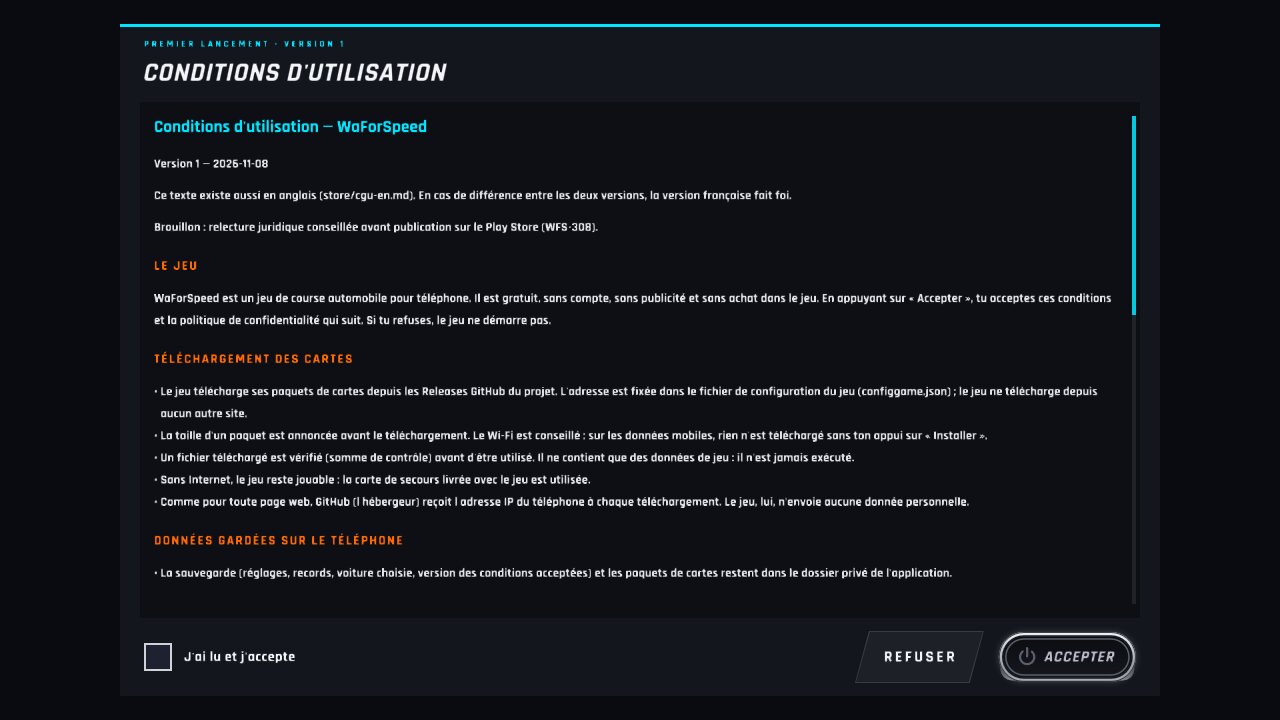 PREMIER LANCEMENT · VERSION 1
CONDITIONS D'UTILISATION
Conditions d'utilisation — WaForSpeed
Version 1 — 2026-11-08
Ce texte existe aussi en anglais (store/cgu-en.md). En cas de différence entre les deux versions, la version française fait foi.
Brouillon : relecture juridique conseillée avant publication sur le Play Store (WFS-308).
LE JEU
WaForSpeed est un jeu de course automobile pour téléphone. Il est gratuit, sans compte, sans publicité et sans achat dans le jeu. En appuyant sur « Accepter », tu acceptes ces conditions
et la politique de confidentialité qui suit. Si tu refuses, le jeu ne démarre pas.
TÉLÉCHARGEMENT DES CARTES
• Le jeu télécharge ses paquets de cartes depuis les Releases GitHub du projet. L'adresse est fixée dans le fichier de configuration du jeu (configgame.json) ; le jeu ne télécharge depuis
aucun autre site.
• La taille d'un paquet est annoncée avant le téléchargement. Le Wi-Fi est conseillé : sur les données mobiles, rien n'est téléchargé sans ton appui sur « Installer ».
• Un fichier téléchargé est vérifié (somme de contrôle) avant d'être utilisé. Il ne contient que des données de jeu : il n'est jamais exécuté.
• Sans Internet, le jeu reste jouable : la carte de secours livrée avec le jeu est utilisée.
• Comme pour toute page web, GitHub (l'hébergeur) reçoit l'adresse IP du téléphone à chaque téléchargement. Le jeu, lui, n'envoie aucune donnée personnelle.
DONNÉES GARDÉES SUR LE TÉLÉPHONE
• La sauvegarde (réglages, records, voiture choisie, version des conditions acceptées) et les paquets de cartes restent dans le dossier privé de l'application.
J'ai lu et j'accepte
REFUSER
ACCEPTER